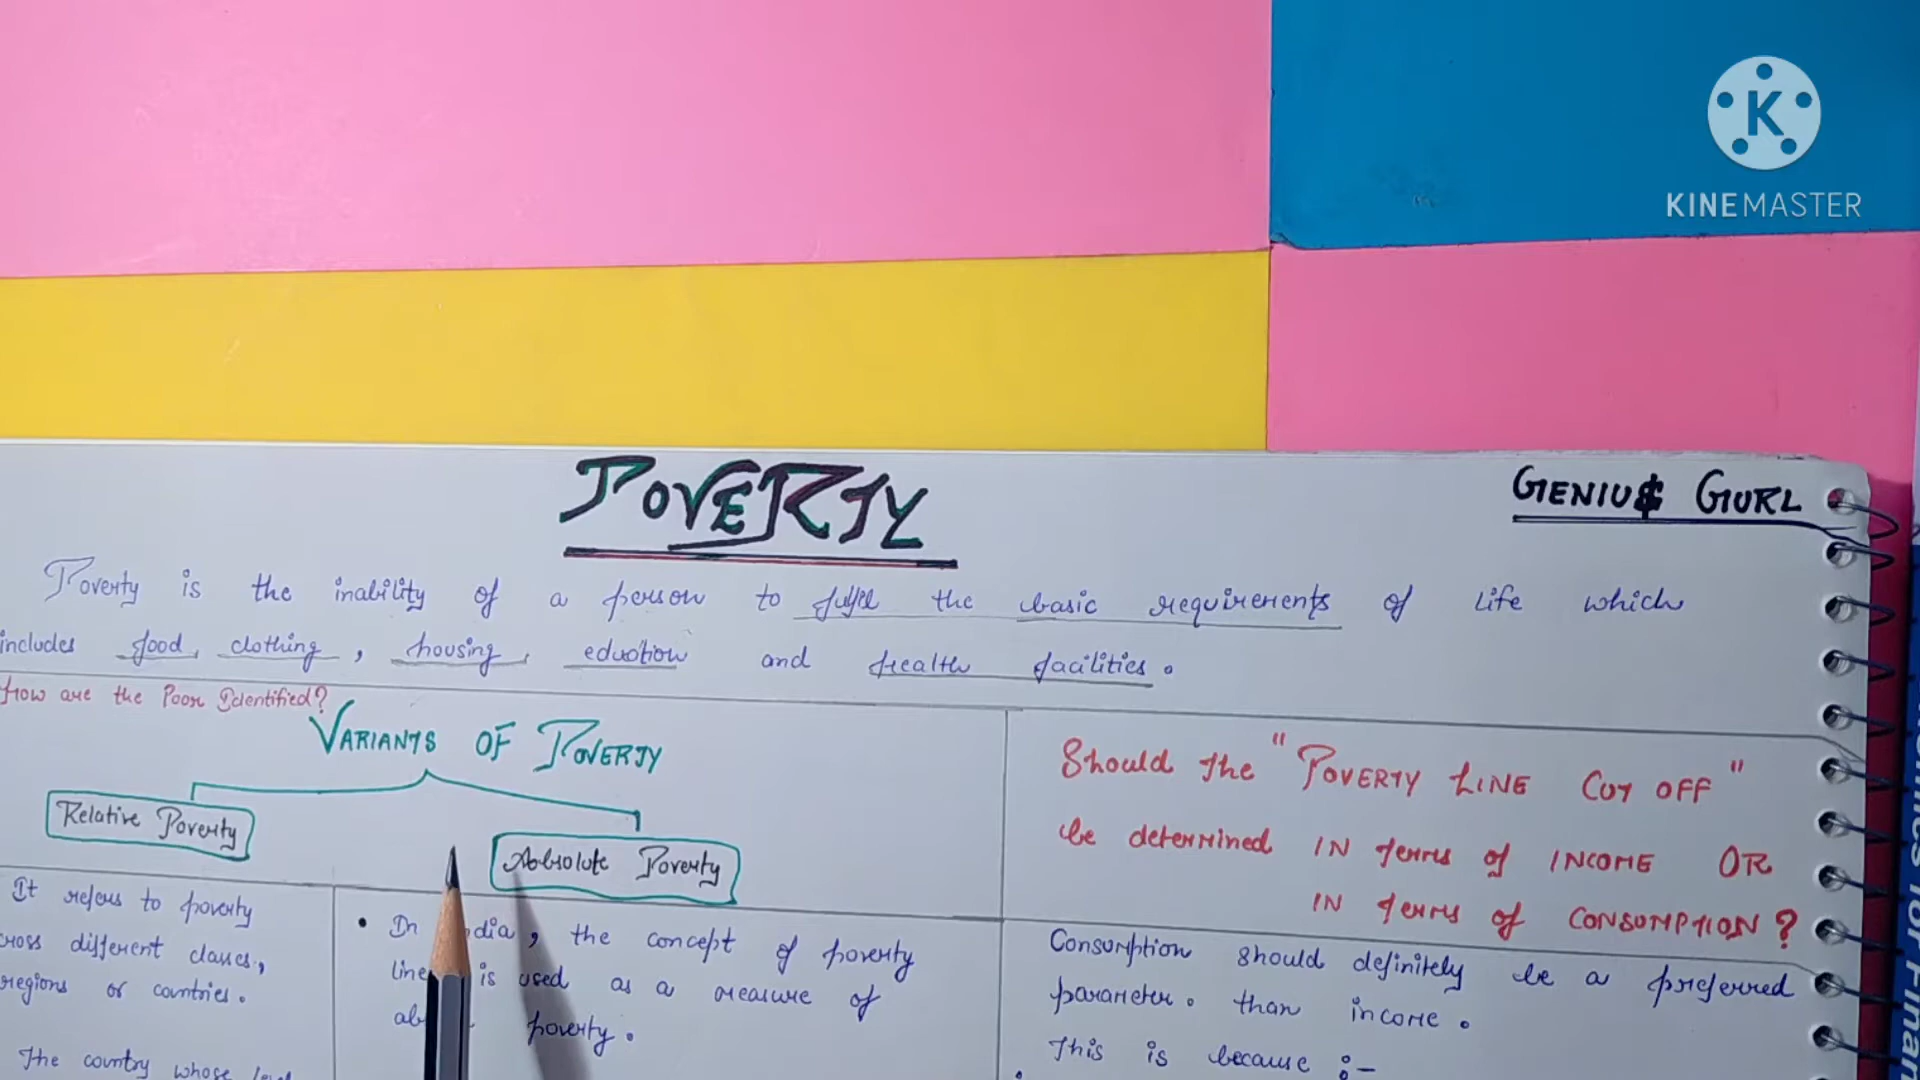 K
KINEMASTER
POVERTY
GENIU$ GURL
Poverty is the inability of a person to fulfil the basic requirements of life which
includes food, clothing, housing, eduction and health facilities.
How are the Poor Identified?
VARIANTS OF POVERTY
Relative Poverty
Absolute Poverty
It refers to poverty
different classes,
regions or countries.
The country whose
• In the concept of poverty
line is used as a measure of
poverty.
Should the "POVERTY LINE CUT OFF"
be determined IN terms of INCOME OR
IN terms of CONSUMPTION?
Consumption should definitely be a preferred
parameter. than income.
This is because :-